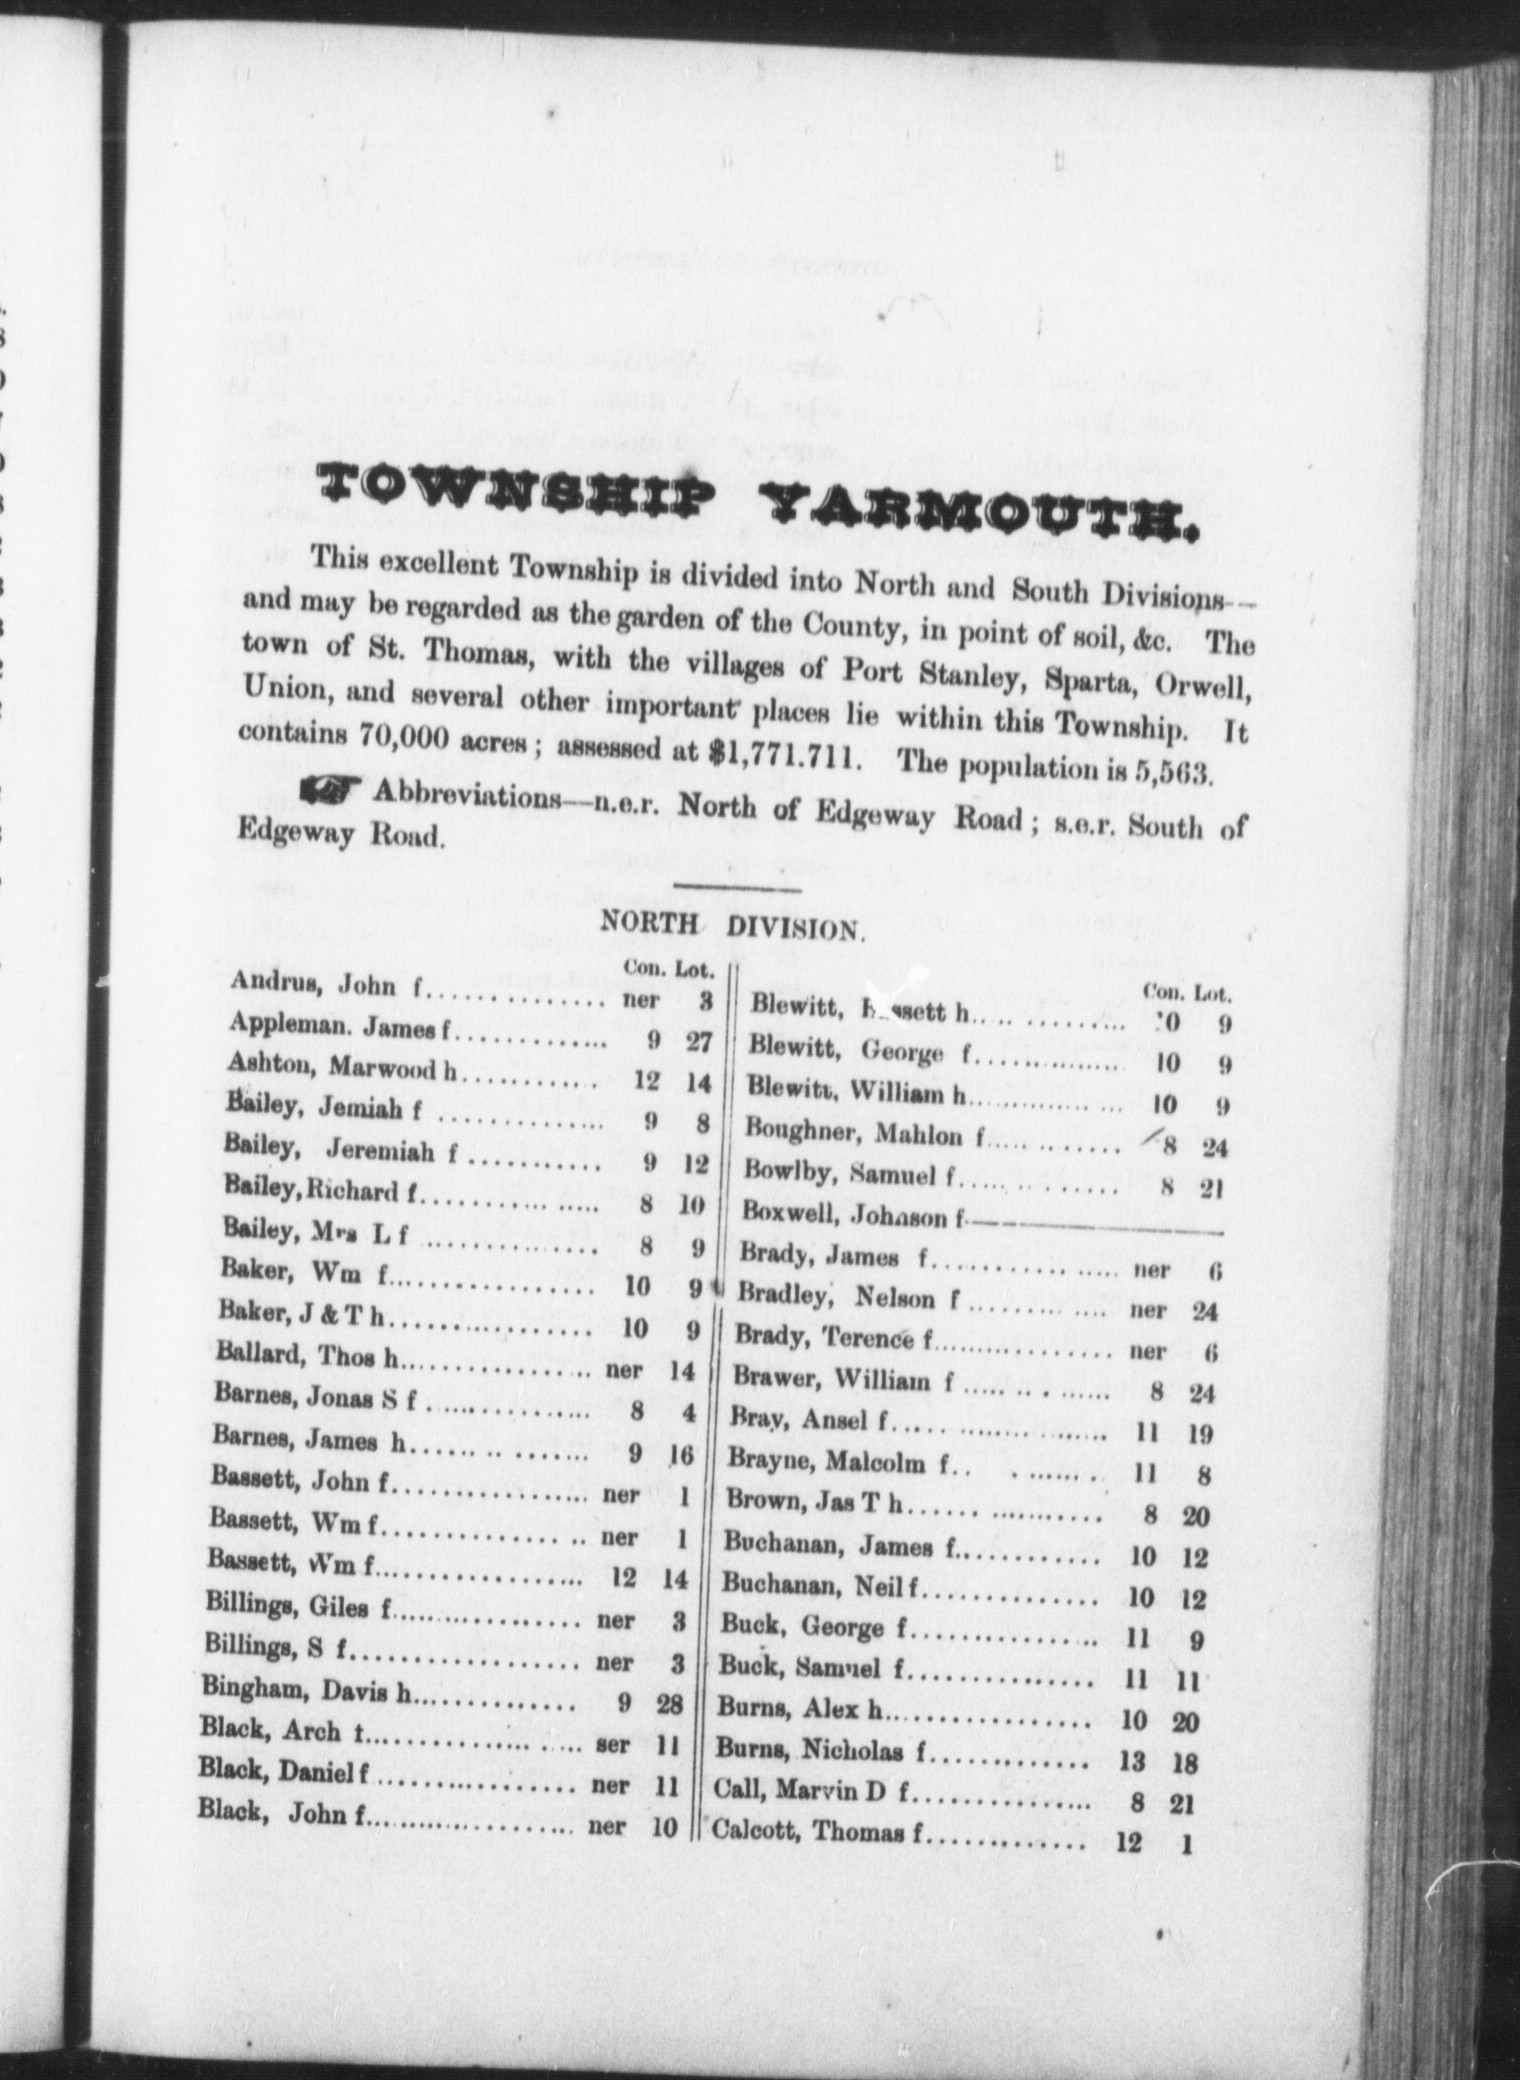 TOWNSHIP YARMOUTH.
This excellent Township is divided into North and South Divisions—
and may be regarded as the garden of the County, in point of soil, &c. The
town of St. Thomas, with the villages of Port Stanley, Sparta, Orwell,
Union, and several other important places lie within this Township. It
contains 70,000 acres; assessed at $1,771.711. The population is 5,563.
☞ Abbreviations—n.e.r. North of Edgeway Road; s.e.r. South of
Edgeway Road.
NORTH DIVISION.
Con. Lot.
Andrus, John f.............. ner 3
Appleman. James f............. 9 27
Ashton, Marwood h........... 12 14
Bailey, Jemiah f .............. 9 8
Bailey, Jeremiah f ........... 9 12
Bailey, Richard f............... 8 10
Bailey, Mrs L f .............. 8 9
Baker, Wm f................. 10 9
Baker, J & T h................ 10 9
Ballard, Thos h................ ner 14
Barnes, Jonas S f .............. 8 4
Barnes, James h.............. 9 16
Bassett, John f................. ner 1
Bassett, Wm f................ ner 1
Bassett, Wm f.................. 12 14
Billings, Giles f................ ner 3
Billings, S f.................. ner 3
Bingham, Davis h.............. 9 28
Black, Arch t.................. ser 11
Black, Daniel f................. ner 11
Black, John f.................. ner 10
Con. Lot.
Blewitt, h............... 9
Blewitt, George f............... 10 9
Blewitt, William h............... 10 9
Boughner, Mahlon f............. 8 24
Bowlby, Samuel f.............. 8 21
Boxwell, Johnson f—————
Brady, James f................ ner 6
Bradley, Nelson f ............. ner 24
Brady, Terence f................ ner 6
Brawer, William f .............. 8 24
Bray, Ansel f.................... 11 19
Brayne, Malcolm f.. . ...... . 11 8
Brown, Jas T h................ 8 20
Buchanan, James f............. 10 12
Buchanan, Neil f.............. 10 12
Buck, George f............... 11 9
Buck, Samuel f............... 11 11
Burns, Alex h................. 10 20
Burns, Nicholas f............. 13 18
Call, Marvin D f............... 8 21
Calcott, Thomas f............. 12 1